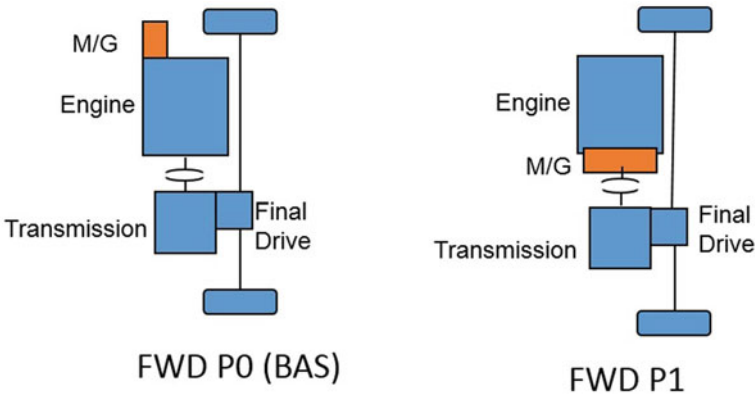 M/G
Engine
Transmission
Final
Drive
FWD P0 (BAS)
Engine
M/G
Transmission
Final
Drive
FWD P1